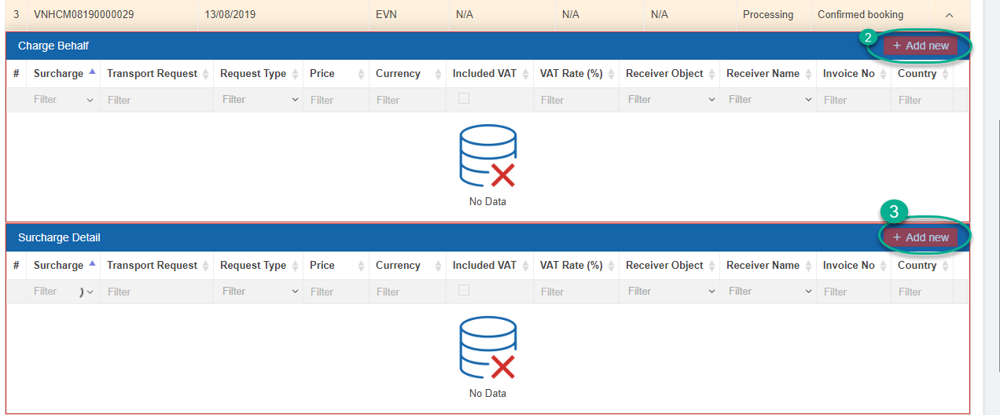 3 VNHCM08190000029 13/08/2019 EVN N/A N/A N/A Processing Confirmed booking
Charge Behalf 2 + Add new
# Surcharge Transport Request Request Type Price Currency Included VAT VAT Rate (%) Receiver Object Receiver Name Invoice No Country
Filter Filter Filter Filter Filter Filter Filter Filter Filter Filter
No Data
3
Surcharge Detail + Add new
# Surcharge Transport Request Request Type Price Currency Included VAT VAT Rate (%) Receiver Object Receiver Name Invoice No Country
Filter Filter Filter Filter Filter Filter Filter Filter Filter Filter
No Data